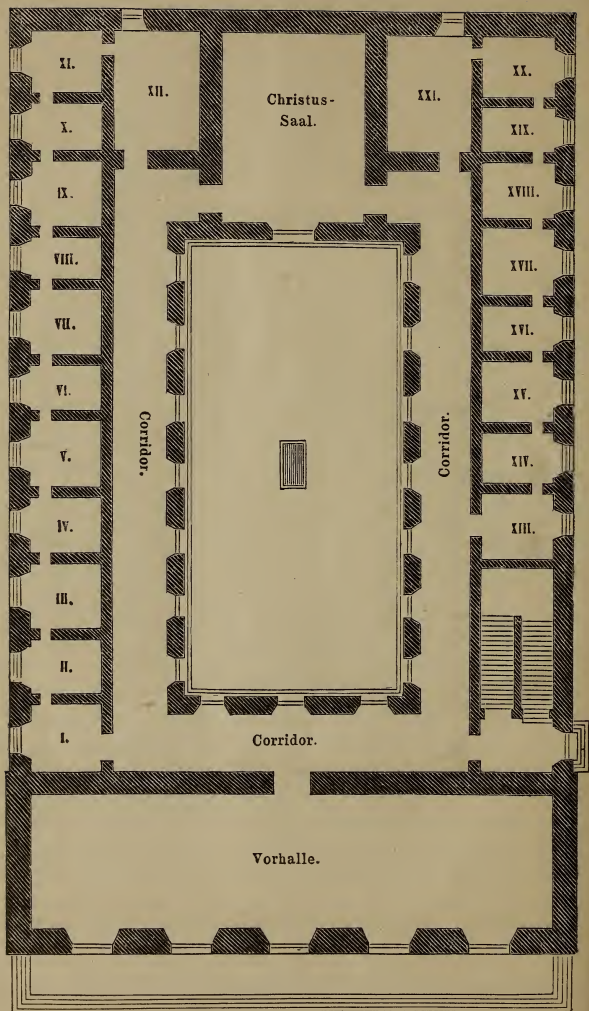 XI.
XII.
Christus-
Saal.
XXI.
XX.
X.
XIX.
IX.
XVIII.
VIII.
XVII.
VII.
XVI.
VI.
XV.
Corridor.
Corridor.
V.
XIV.
IV.
XIII.
III.
II.
I.
Corridor.
Vorhalle.